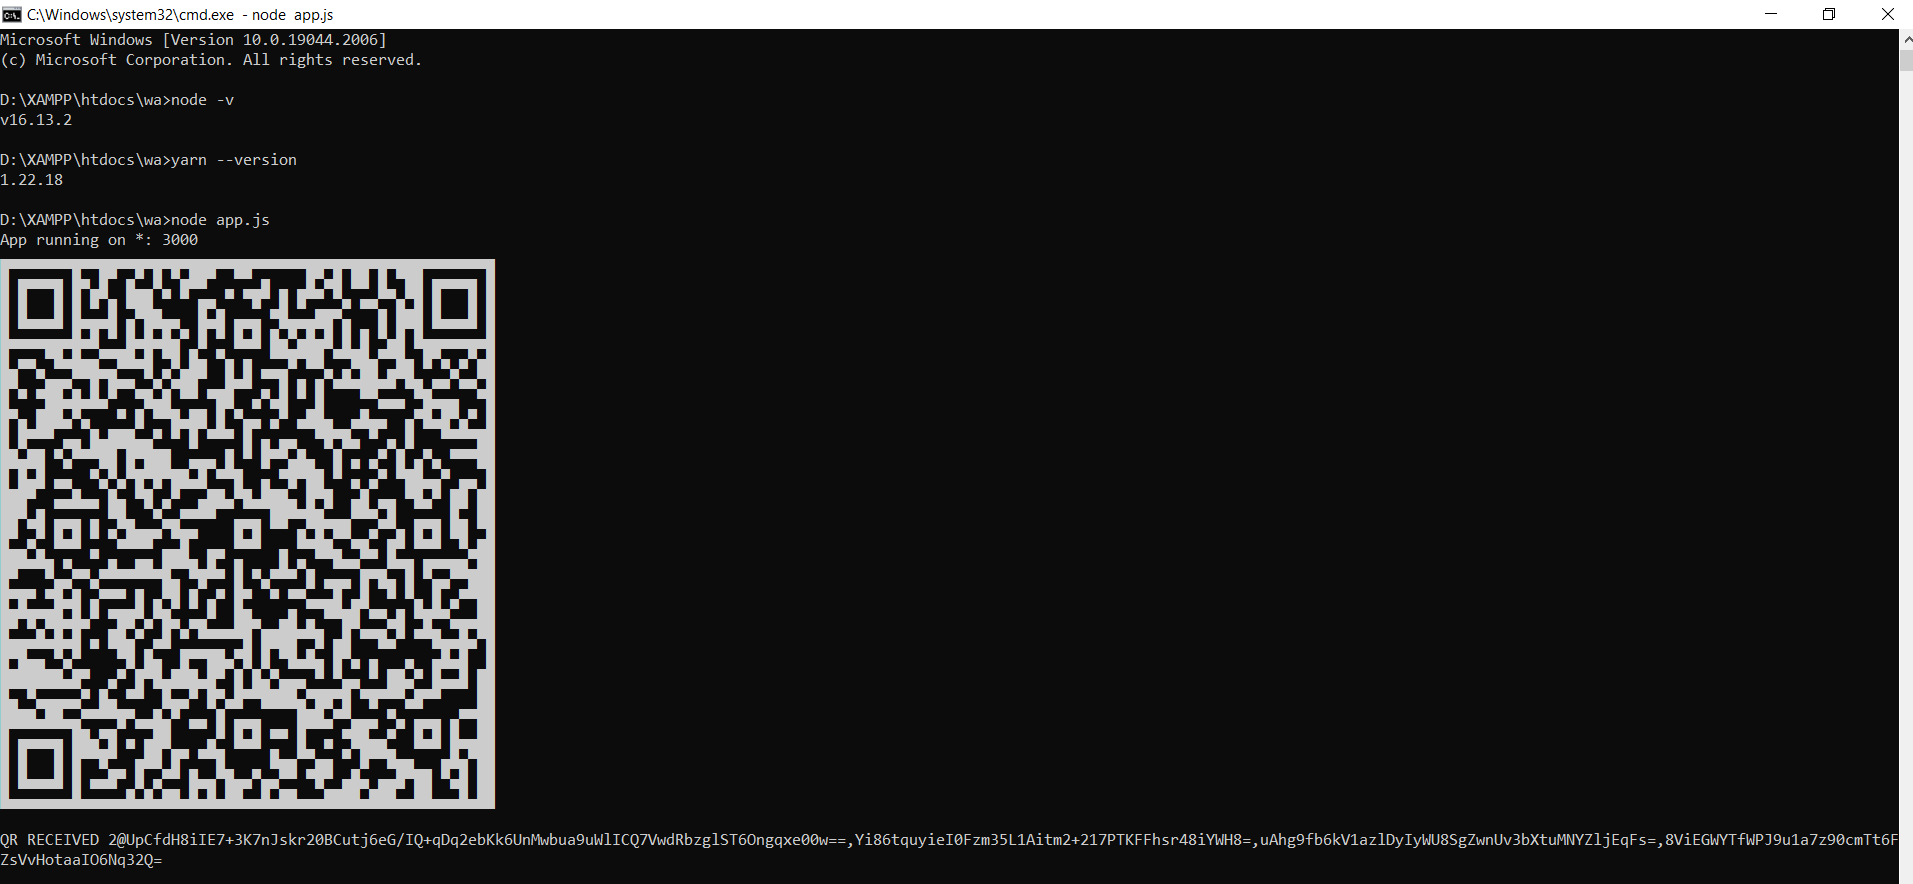 C:\Windows\system32\cmd.exe - node app.js
Microsoft Windows [Version 10.0.19044.2006]
(c) Microsoft Corporation. All rights reserved.
D:\XAMPP\htdocs\wa>node -v
v16.13.2
D:\XAMPP\htdocs\wa>yarn --version
1.22.18
D:\XAMPP\htdocs\wa>node app.js
App running on *: 3000
QR RECEIVED 2@UpCfdH8iIE7+3K7nJskr20BCutj6eG/IQ+qDq2ebKk6UnMwbua9uWlICQ7VwdRbzglST6Ongqxe00w==,Yi86tquyieI0Fzm35L1Aitm2+217PTKFFhsr48iYWH8=,uAhg9fb6kV1azlDyIyWU8SgZwnUv3bXtuMNYZljEqFs=,8ViEGWYTfWPJ9u1a7z90cmTt6F
ZsVvHotaaIO6Nq32Q=